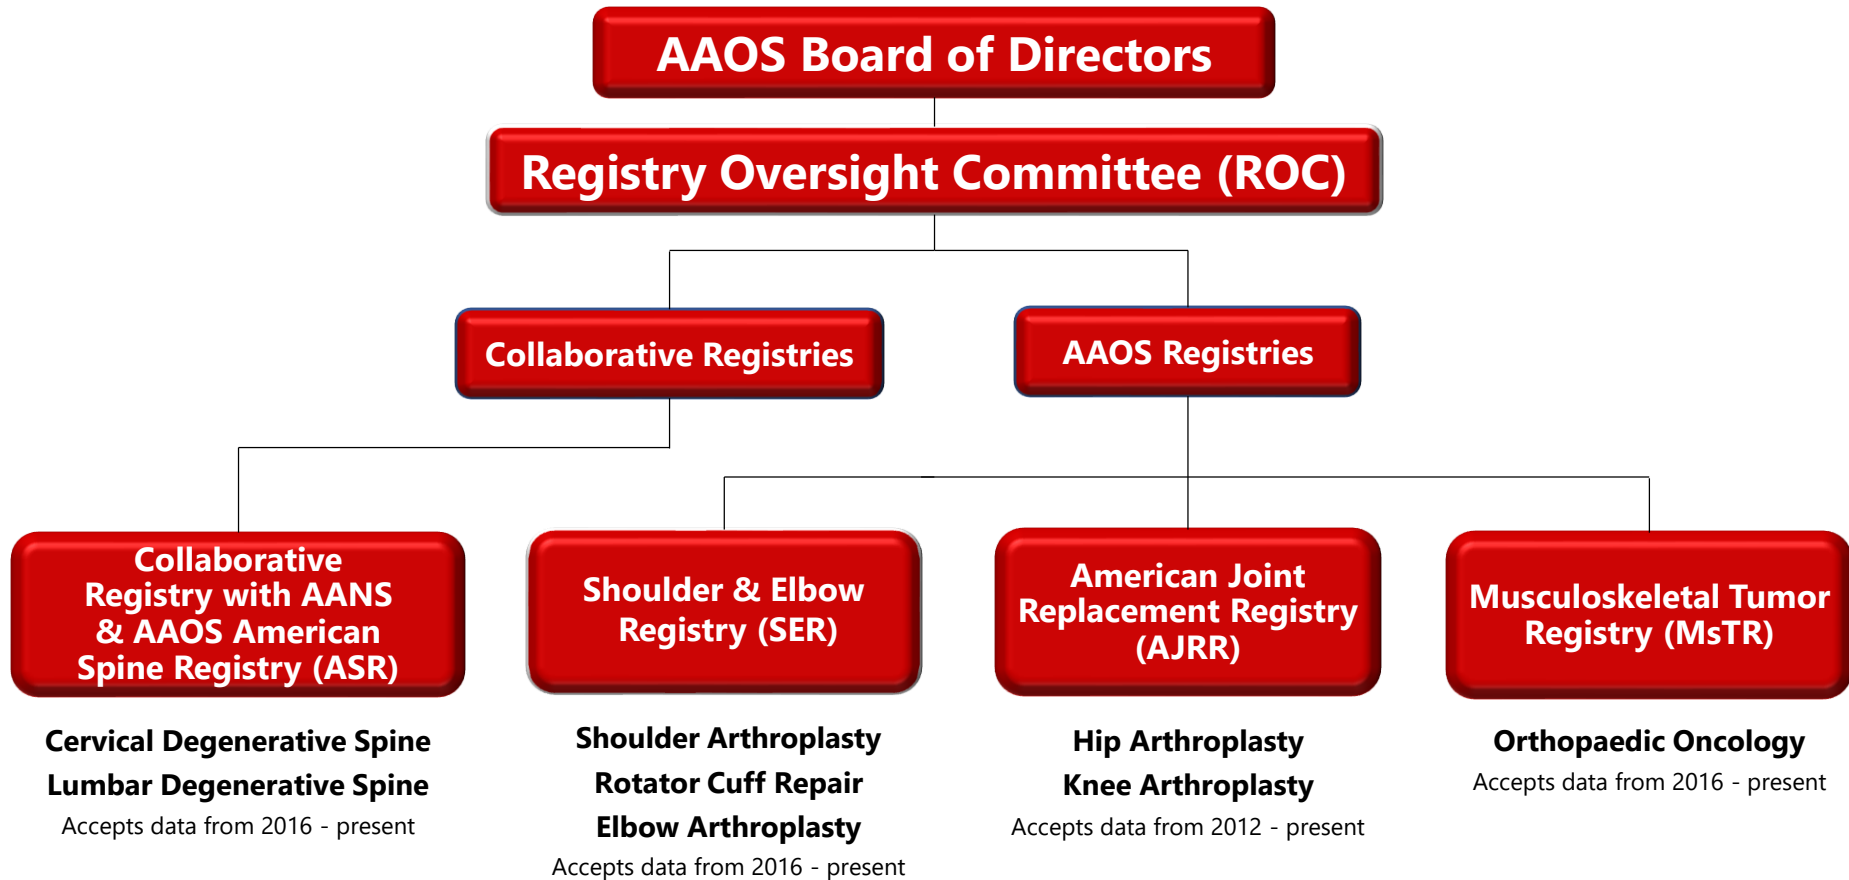 AAOS Board of Directors
Registry Oversight Committee (ROC)
Collaborative Registries
AAOS Registries
Collaborative
Registry with AANS
& AAOS American
Spine Registry (ASR)
Cervical Degenerative Spine
Lumbar Degenerative Spine
Accepts data from 2016 - present
Shoulder & Elbow
Registry (SER)
Shoulder Arthroplasty
Rotator Cuff Repair
Elbow Arthroplasty
Accepts data from 2016 - present
American Joint
Replacement Registry
(AJRR)
Hip Arthroplasty
Knee Arthroplasty
Accepts data from 2012 - present
Musculoskeletal Tumor
Registry (MsTR)
Orthopaedic Oncology
Accepts data from 2016 - present